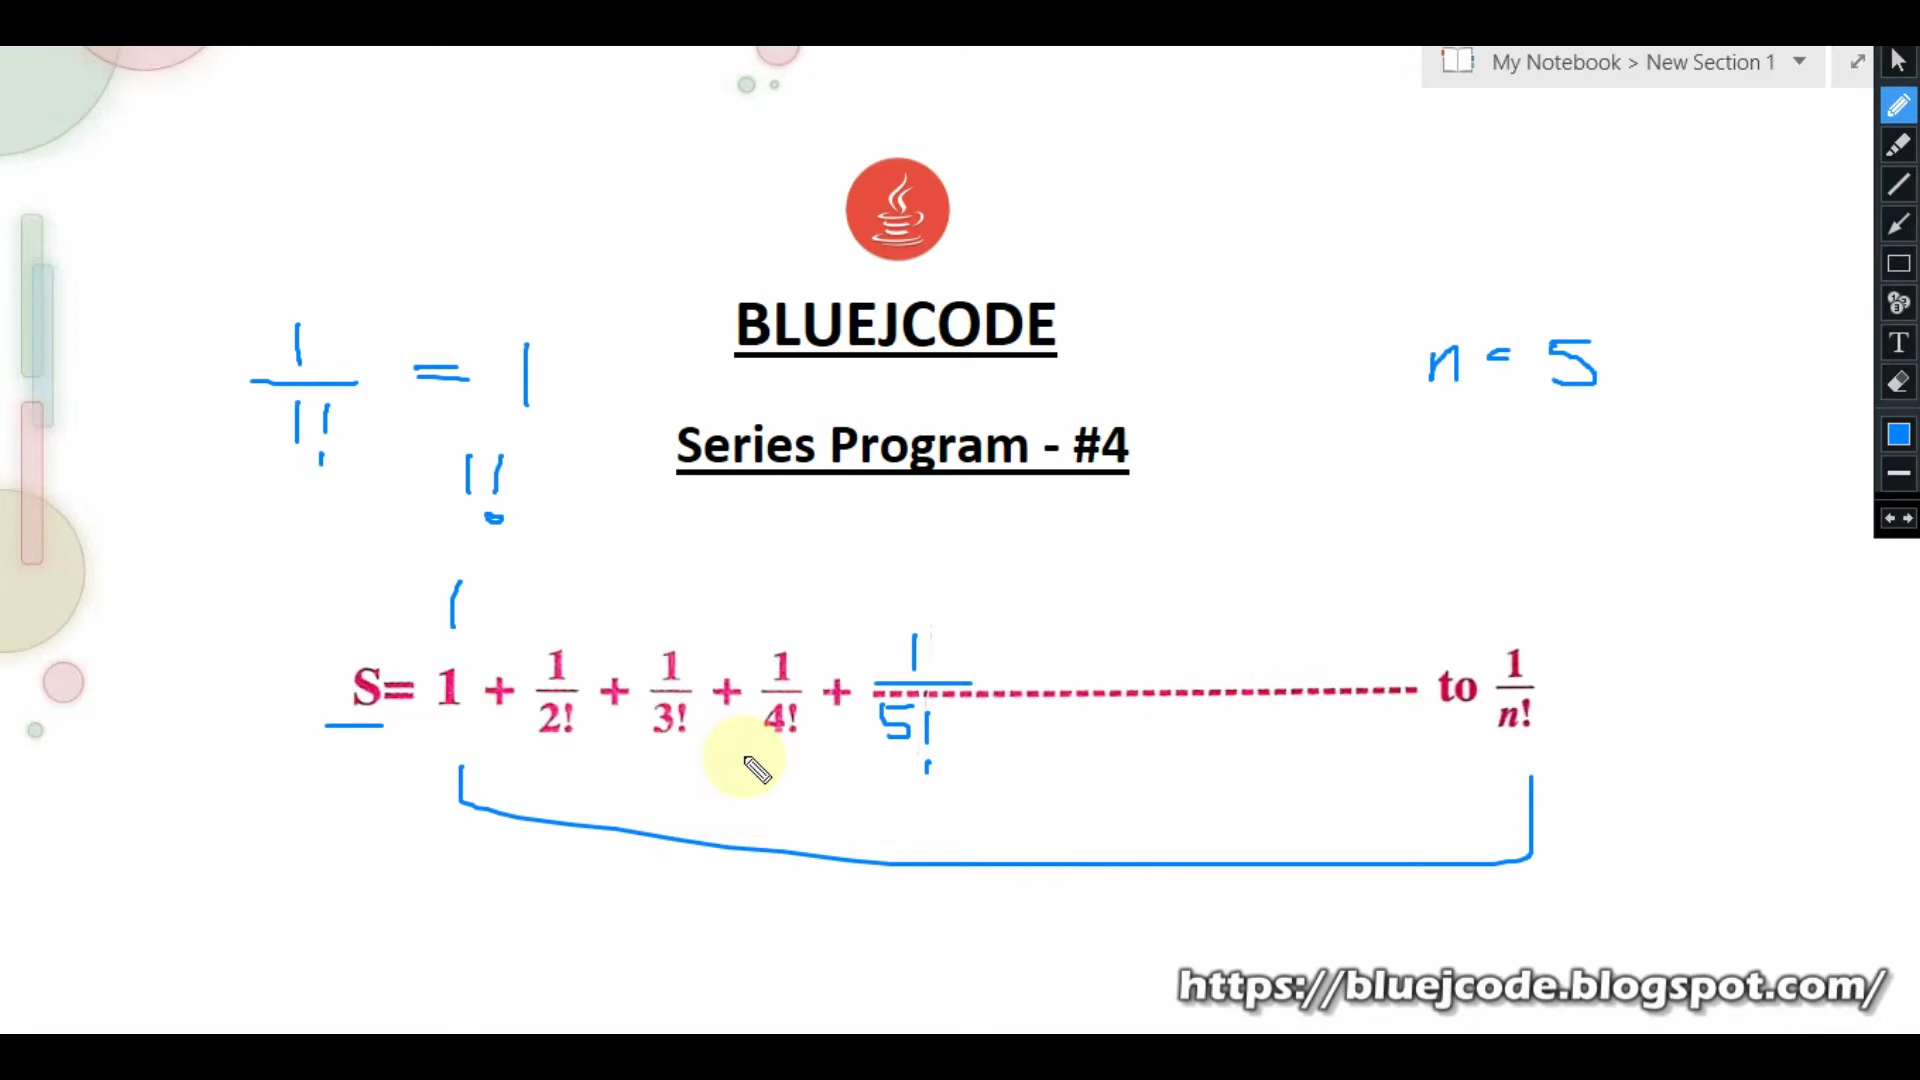 My Notebook > New Section 1
BLUEJCODE
n = 5
1/1! = 1
Series Program - #4
1!
1
S= 1 + 1/2! + 1/3! + 1/4! + 1/5! -------------------------------- to 1/n!
https://bluejcode.blogspot.com/
T